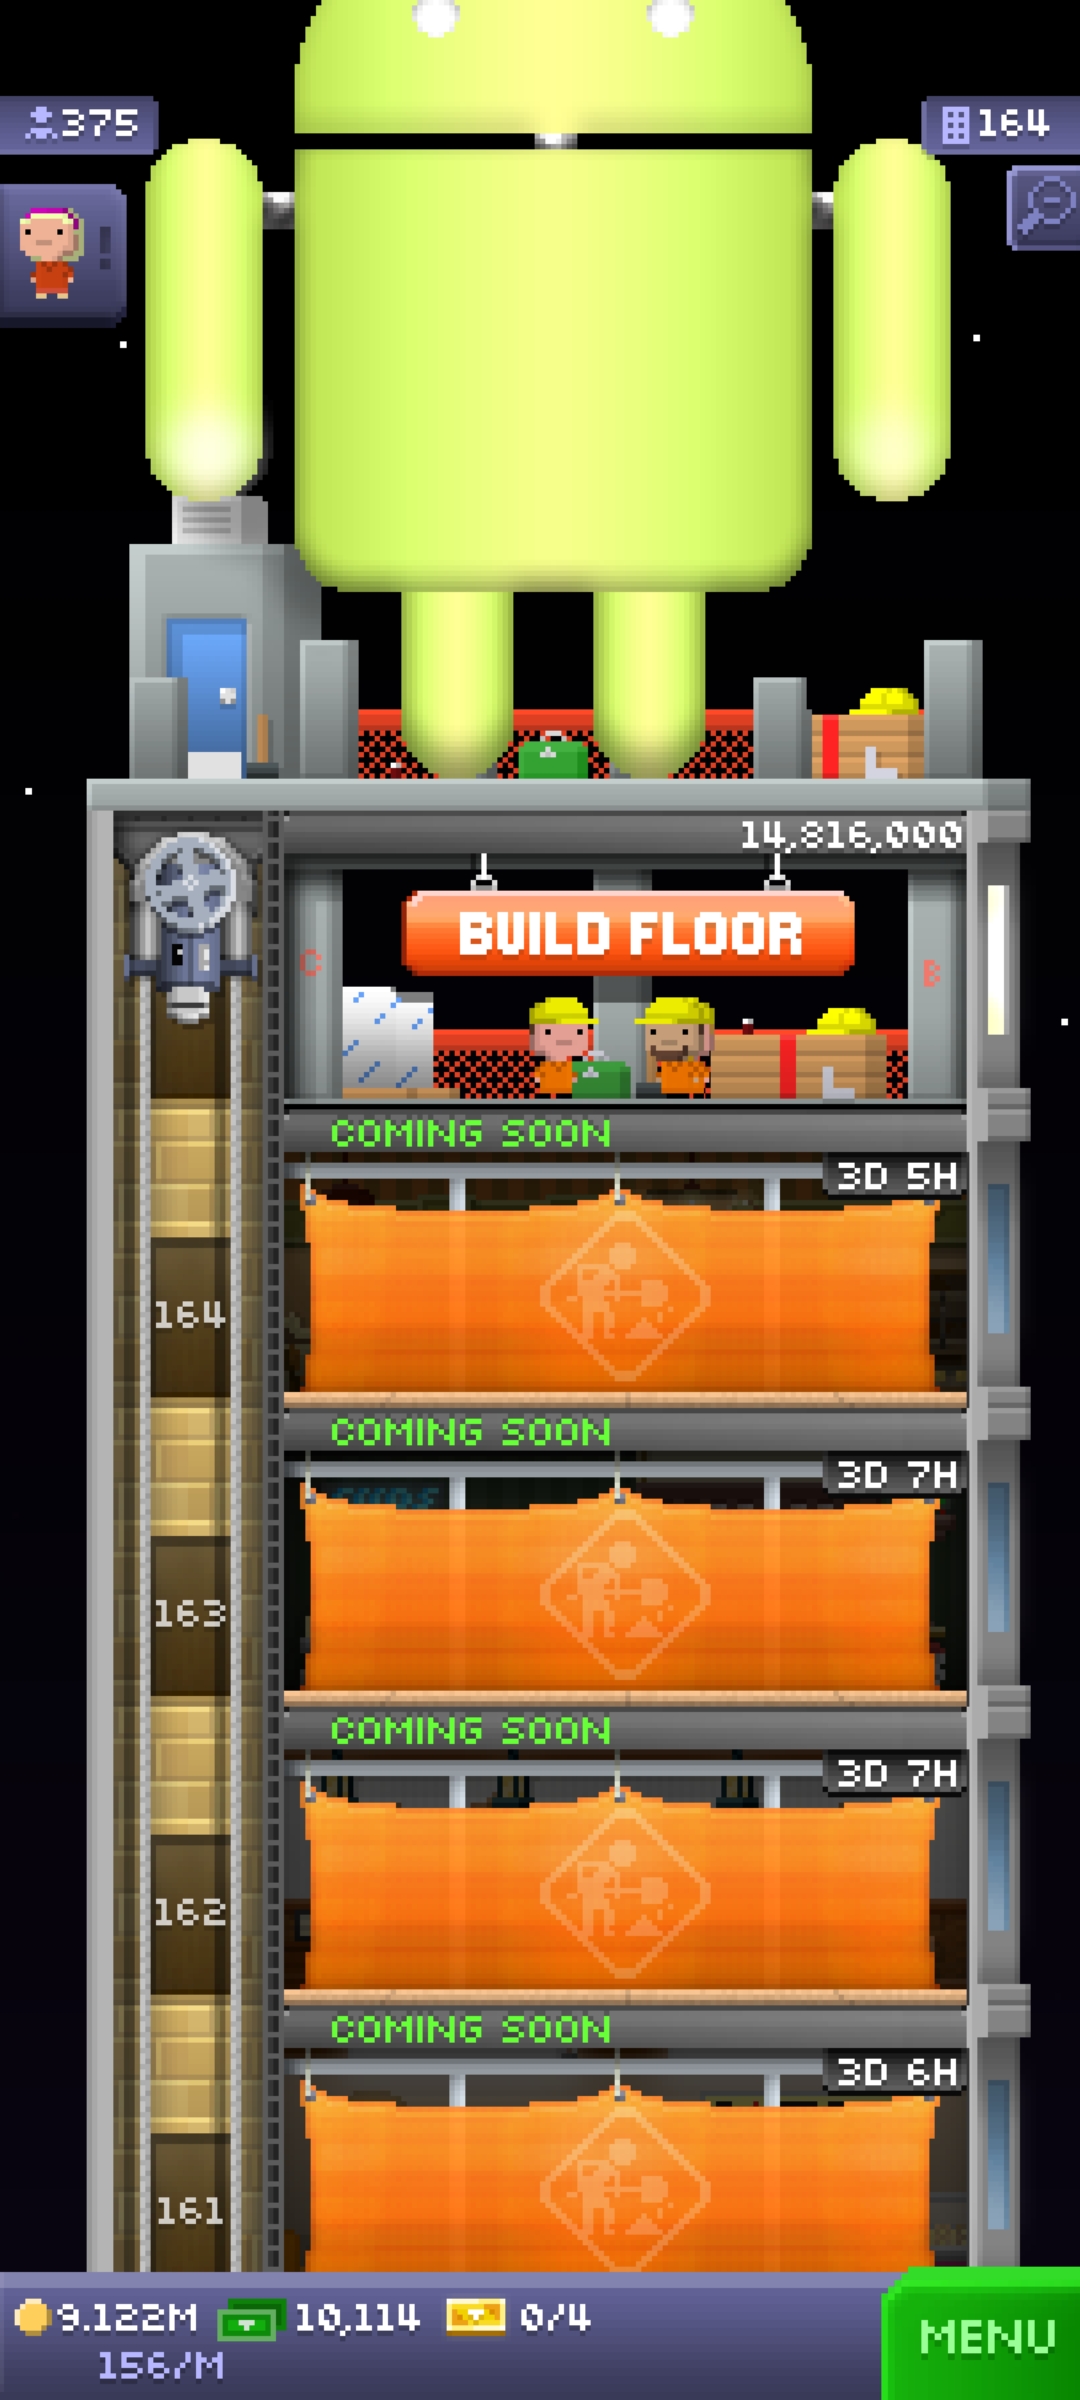 375
164
!
14,816,000
BUILD FLOOR
C
B
COMING SOON
3D 5H
164
COMING SOON
3D 7H
163
COMING SOON
3D 7H
162
COMING SOON
3D 6H
161
9.122M 10,114 0/4
156/M
MENU